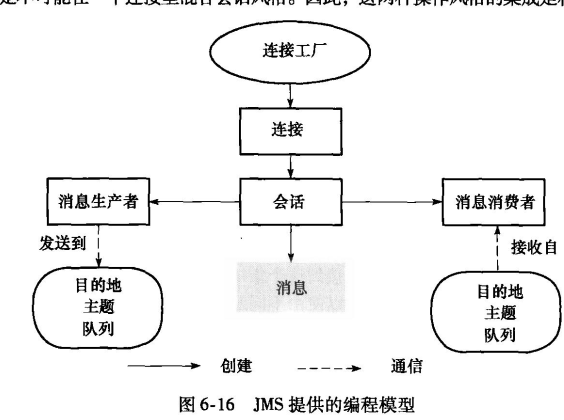 是不可能在一个连接里混合会话风格。因此，这两种操作风格的集成是
连接工厂
连接
消息生产者
会话
消息消费者
发送到
接收自
目的地
主题
队列
消息
目的地
主题
队列
创建
通信
图 6-16 JMS 提供的编程模型